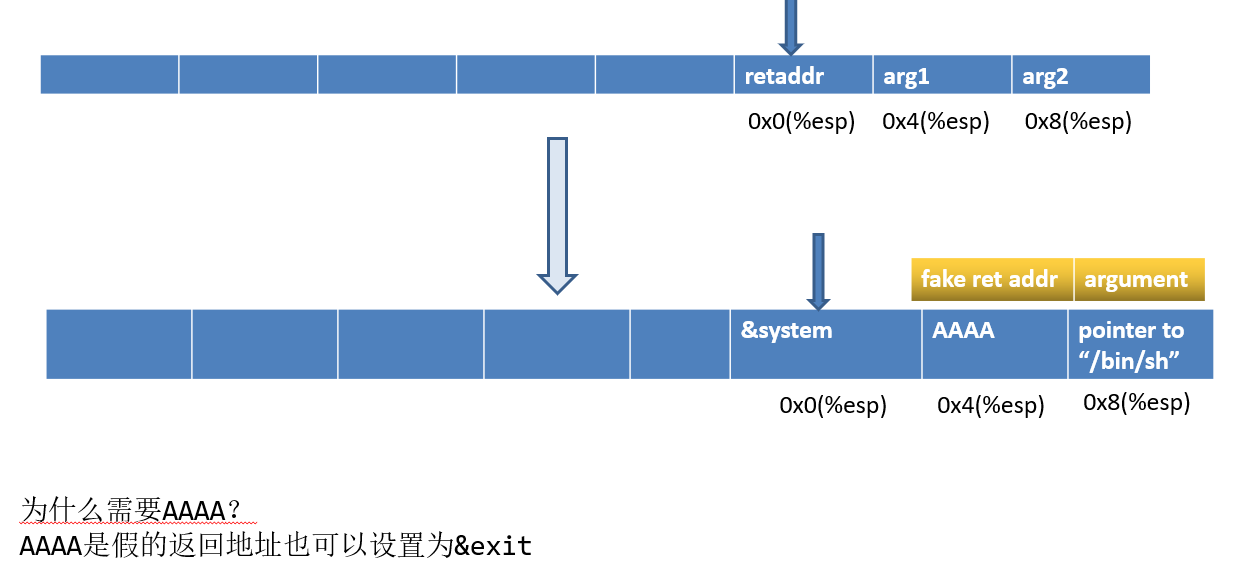 retaddr arg1 arg2
0x0(%esp) 0x4(%esp) 0x8(%esp)
fake ret addr argument
&system AAAA pointer to
“/bin/sh”
0x0(%esp) 0x4(%esp) 0x8(%esp)
为什么需要AAAA？
AAAA是假的返回地址也可以设置为&exit